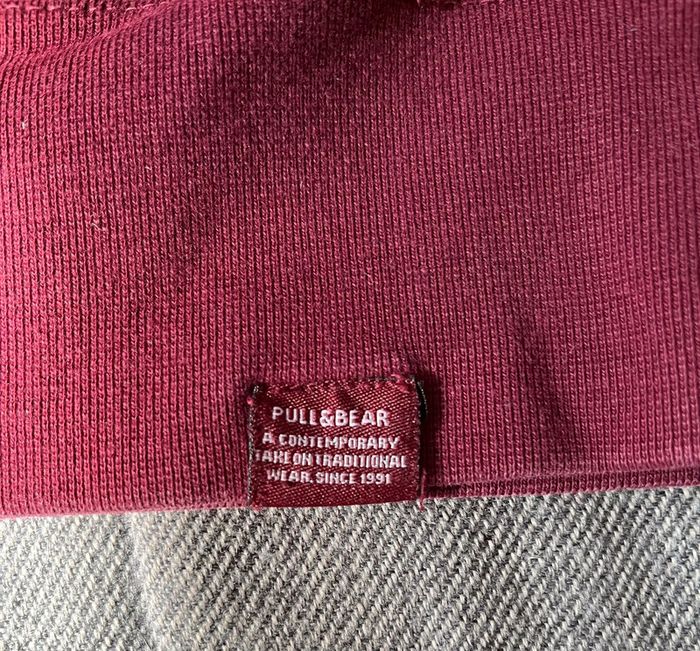 PULL&BEAR
A CONTEMPORARY
TAKE ON TRADITIONAL
WEAR. SINCE 1991